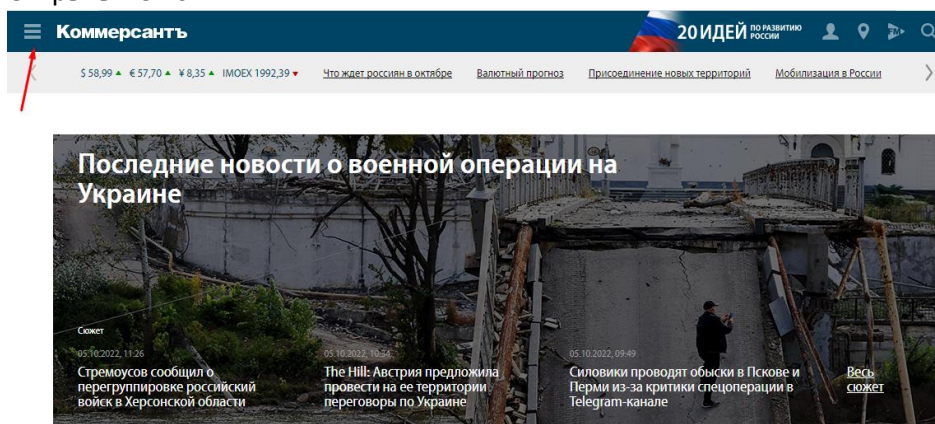 Коммерсантъ
20 ИДЕЙ ПО РАЗВИТИЮ
РОССИИ
$ 58,99 ▲ € 57,70 ▲ ¥ 8,35 ▲ IMOEX 1992,39 ▼ Что ждет россиян в октябре Валютный прогноз Присоединение новых территорий Мобилизация в России
Последние новости о военной операции на
Украине
Сюжет
05.10.2022, 11:26
Стремоусов сообщил о
перегруппировке российский
войск в Херсонской области
05.10.2022, 10:34
The Hill: Австрия предложила
провести на ее территории
переговоры по Украине
05.10.2022, 09:49
Силовики проводят обыски в Пскове и
Перми из-за критики спецоперации в
Telegram-канале
Весь
сюжет